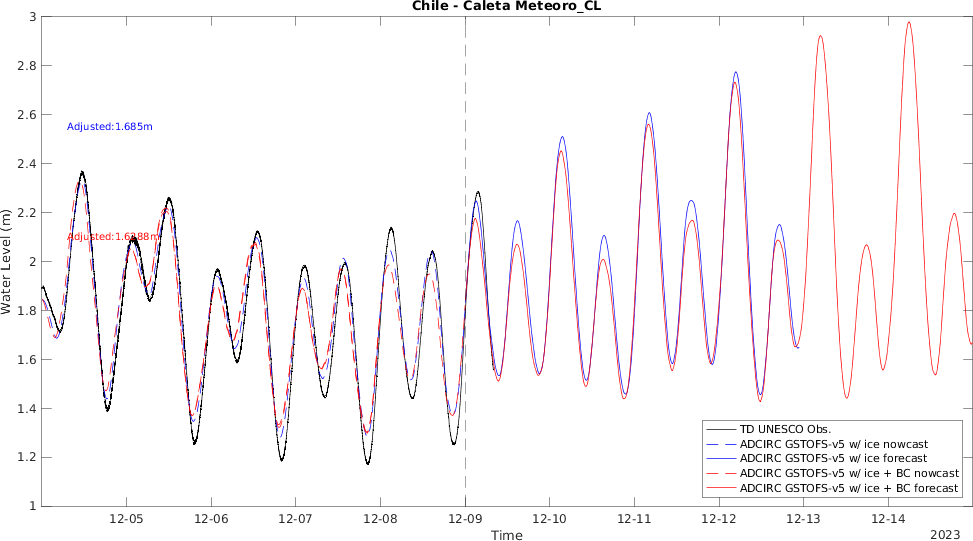 Chile - Caleta Meteoro_CL
3
2.8
2.6
2.4
2.2
2
1.8
1.6
1.4
1.2
1
Water Level (m)
Adjusted:1.685m
Adjusted:1.6288m
TD UNESCO Obs.
ADCIRC GSTOFS-v5 w/ ice nowcast
ADCIRC GSTOFS-v5 w/ ice forecast
ADCIRC GSTOFS-v5 w/ ice + BC nowcast
ADCIRC GSTOFS-v5 w/ ice + BC forecast
12-05 12-06 12-07 12-08 12-09 12-10 12-11 12-12 12-13 12-14
Time
2023